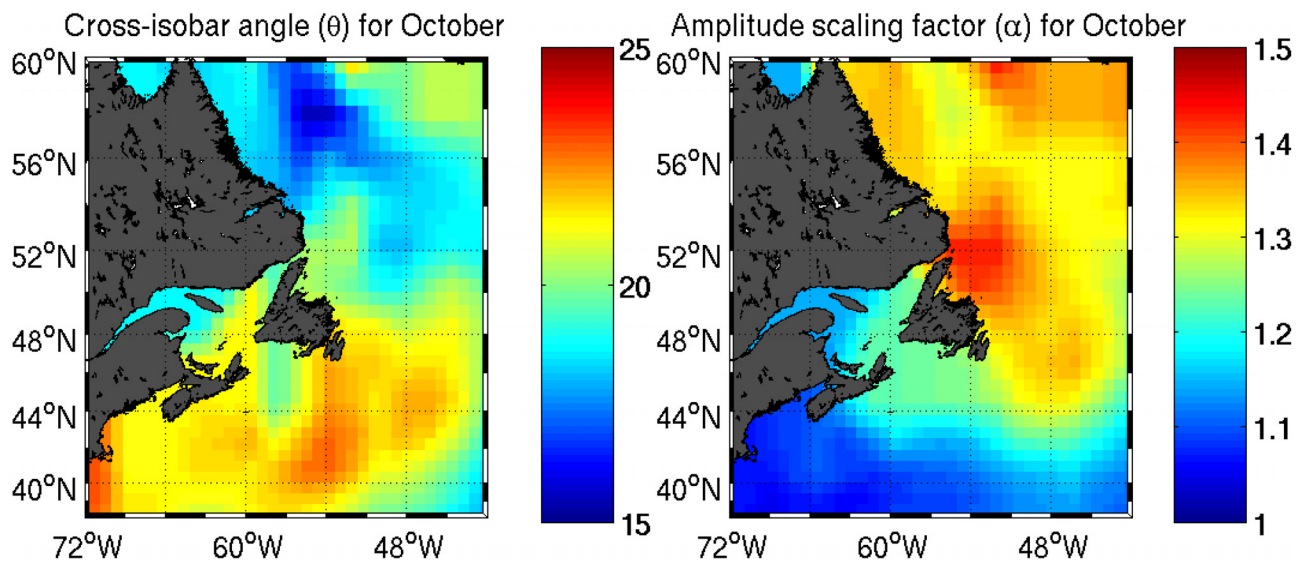 Cross-isobar angle (θ) for October
Amplitude scaling factor (α) for October
60°N
56°N
52°N
48°N
44°N
40°N
72°W
60°W
48°W
25
20
15
60°N
56°N
52°N
48°N
44°N
40°N
72°W
60°W
48°W
1.5
1.4
1.3
1.2
1.1
1